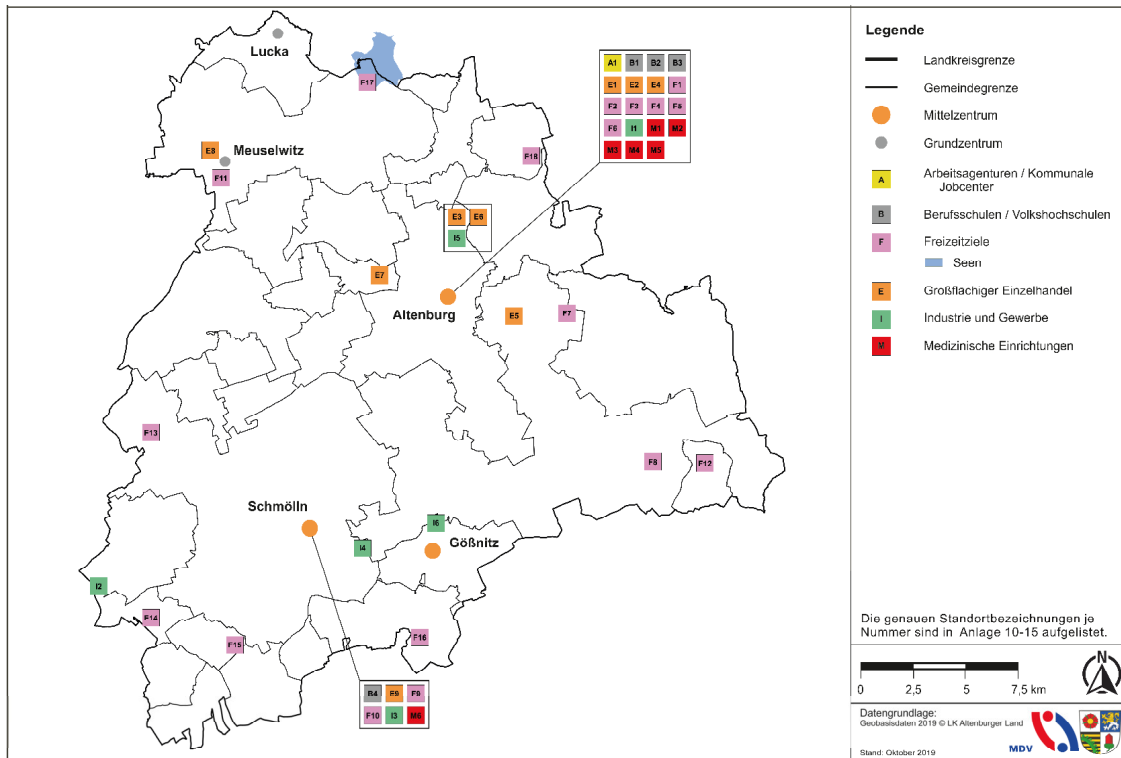 Lucka
F17
A1 B1 B2 B3
E1 E2 E4 F1
F2 F3 F4 F5
F6 I1 M1 M2
M3 M4 M5
E8
Meuselwitz
F11
F18
E3 E6
I5
E7
Altenburg
E5
F7
F13
F8
F12
Schmölln
I6
I4
Gößnitz
I2
F14
F15
F16
B4 E9 F9
F10 I3 M6
Legende
Landkreisgrenze
Gemeindegrenze
Mittelzentrum
Grundzentrum
A Arbeitsagenturen / Kommunale
Jobcenter
B Berufsschulen / Volkshochschulen
F Freizeitziele
Seen
E Großflächiger Einzelhandel
I Industrie und Gewerbe
M Medizinische Einrichtungen
Die genauen Standortbezeichnungen je
Nummer sind in Anlage 10-15 aufgelistet.
N
0 2,5 5 7,5 km
Datengrundlage:
Geobasisdaten 2019 © LK Altenburger Land
Stand: Oktober 2019
MDV